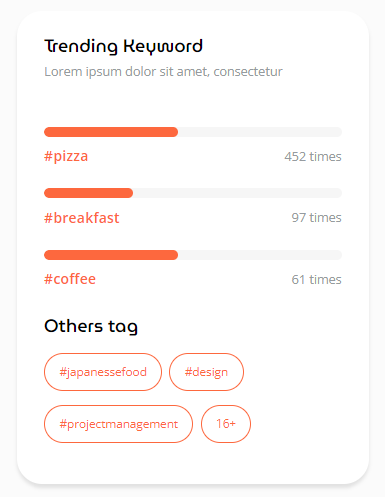 Trending Keyword
Lorem ipsum dolor sit amet, consectetur
#pizza 452 times
#breakfast 97 times
#coffee 61 times
Others tag
#japanessefood #design
#projectmanagement 16+